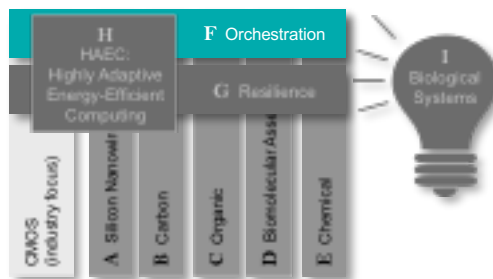 H
HAEC:
Highly Adaptive
Energy-Efficient
Computing
F Orchestration
G Resilience
I
Biological
Systems
CMOS
(industry focus)
A Silicon Nanowir
B Carbon
C Organic
D Biomolecular Asse
E Chemical